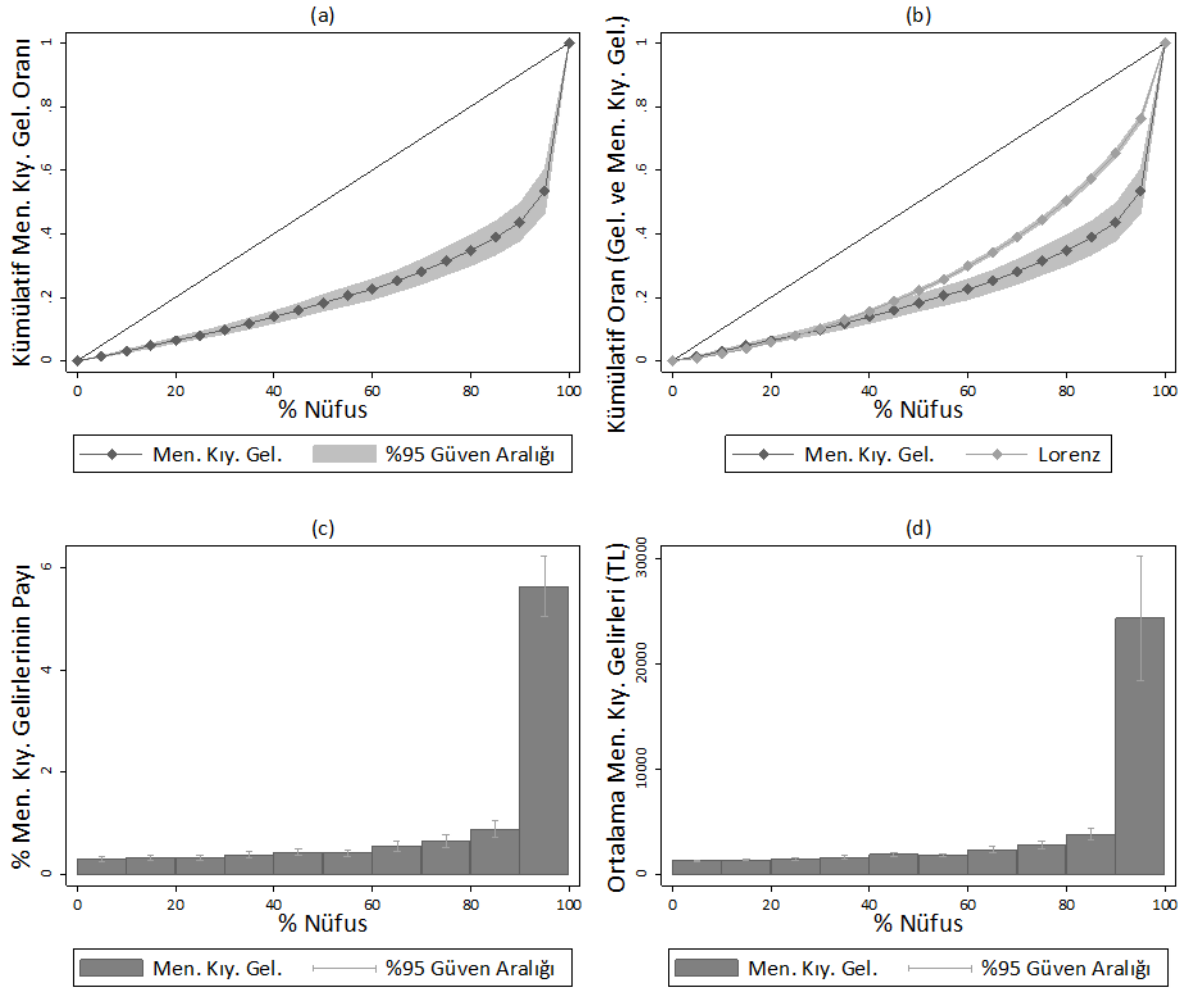 (a)
Kümülatif Men. Kıy. Gel. Oranı
1
.8
.6
.4
.2
0
0 20 40 60 80 100
% Nüfus
Men. Kıy. Gel. %95 Güven Aralığı
(b)
Kümülatif Oran (Gel. ve Men. Kıy. Gel.)
1
.8
.6
.4
.2
0
0 20 40 60 80 100
% Nüfus
Men. Kıy. Gel. Lorenz
(c)
% Men. Kıy. Gelirlerinin Payı
6
4
2
0
0 20 40 60 80 100
% Nüfus
Men. Kıy. Gel. %95 Güven Aralığı
(d)
Ortalama Men. Kıy. Gelirleri (TL)
30000
20000
10000
0
0 20 40 60 80 100
% Nüfus
Men. Kıy. Gel. %95 Güven Aralığı